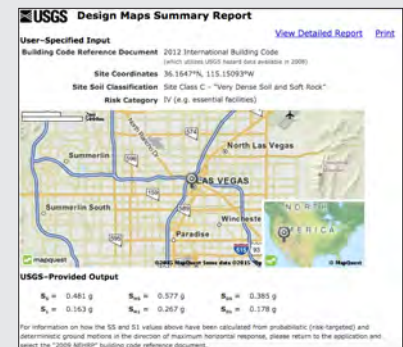 USGS Design Maps Summary Report
View Detailed Report Print
User–Specified Input
Building Code Reference Document 2012 International Building Code
(which utilizes USGS hazard data available in 2008)
Site Coordinates 36.1647°N, 115.15093°W
Site Soil Classification Site Class C – "Very Dense Soil and Soft Rock"
Risk Category IV (e.g. essential facilities)
North Las Vegas
Summerlin
LAS VEGAS
Summerlin South
Winchester
Paradise
NORTH
AMERICA
mapquest
© MapQuest
USGS–Provided Output
SS = 0.481 g SMS = 0.577 g SDS = 0.385 g
S1 = 0.163 g SM1 = 0.267 g SD1 = 0.178 g
For information on how the SS and S1 values above have been calculated from probabilistic (risk-targeted) and
deterministic ground motions in the direction of maximum horizontal response, please return to the application and
select the "2009 NEHRP" building code reference document.